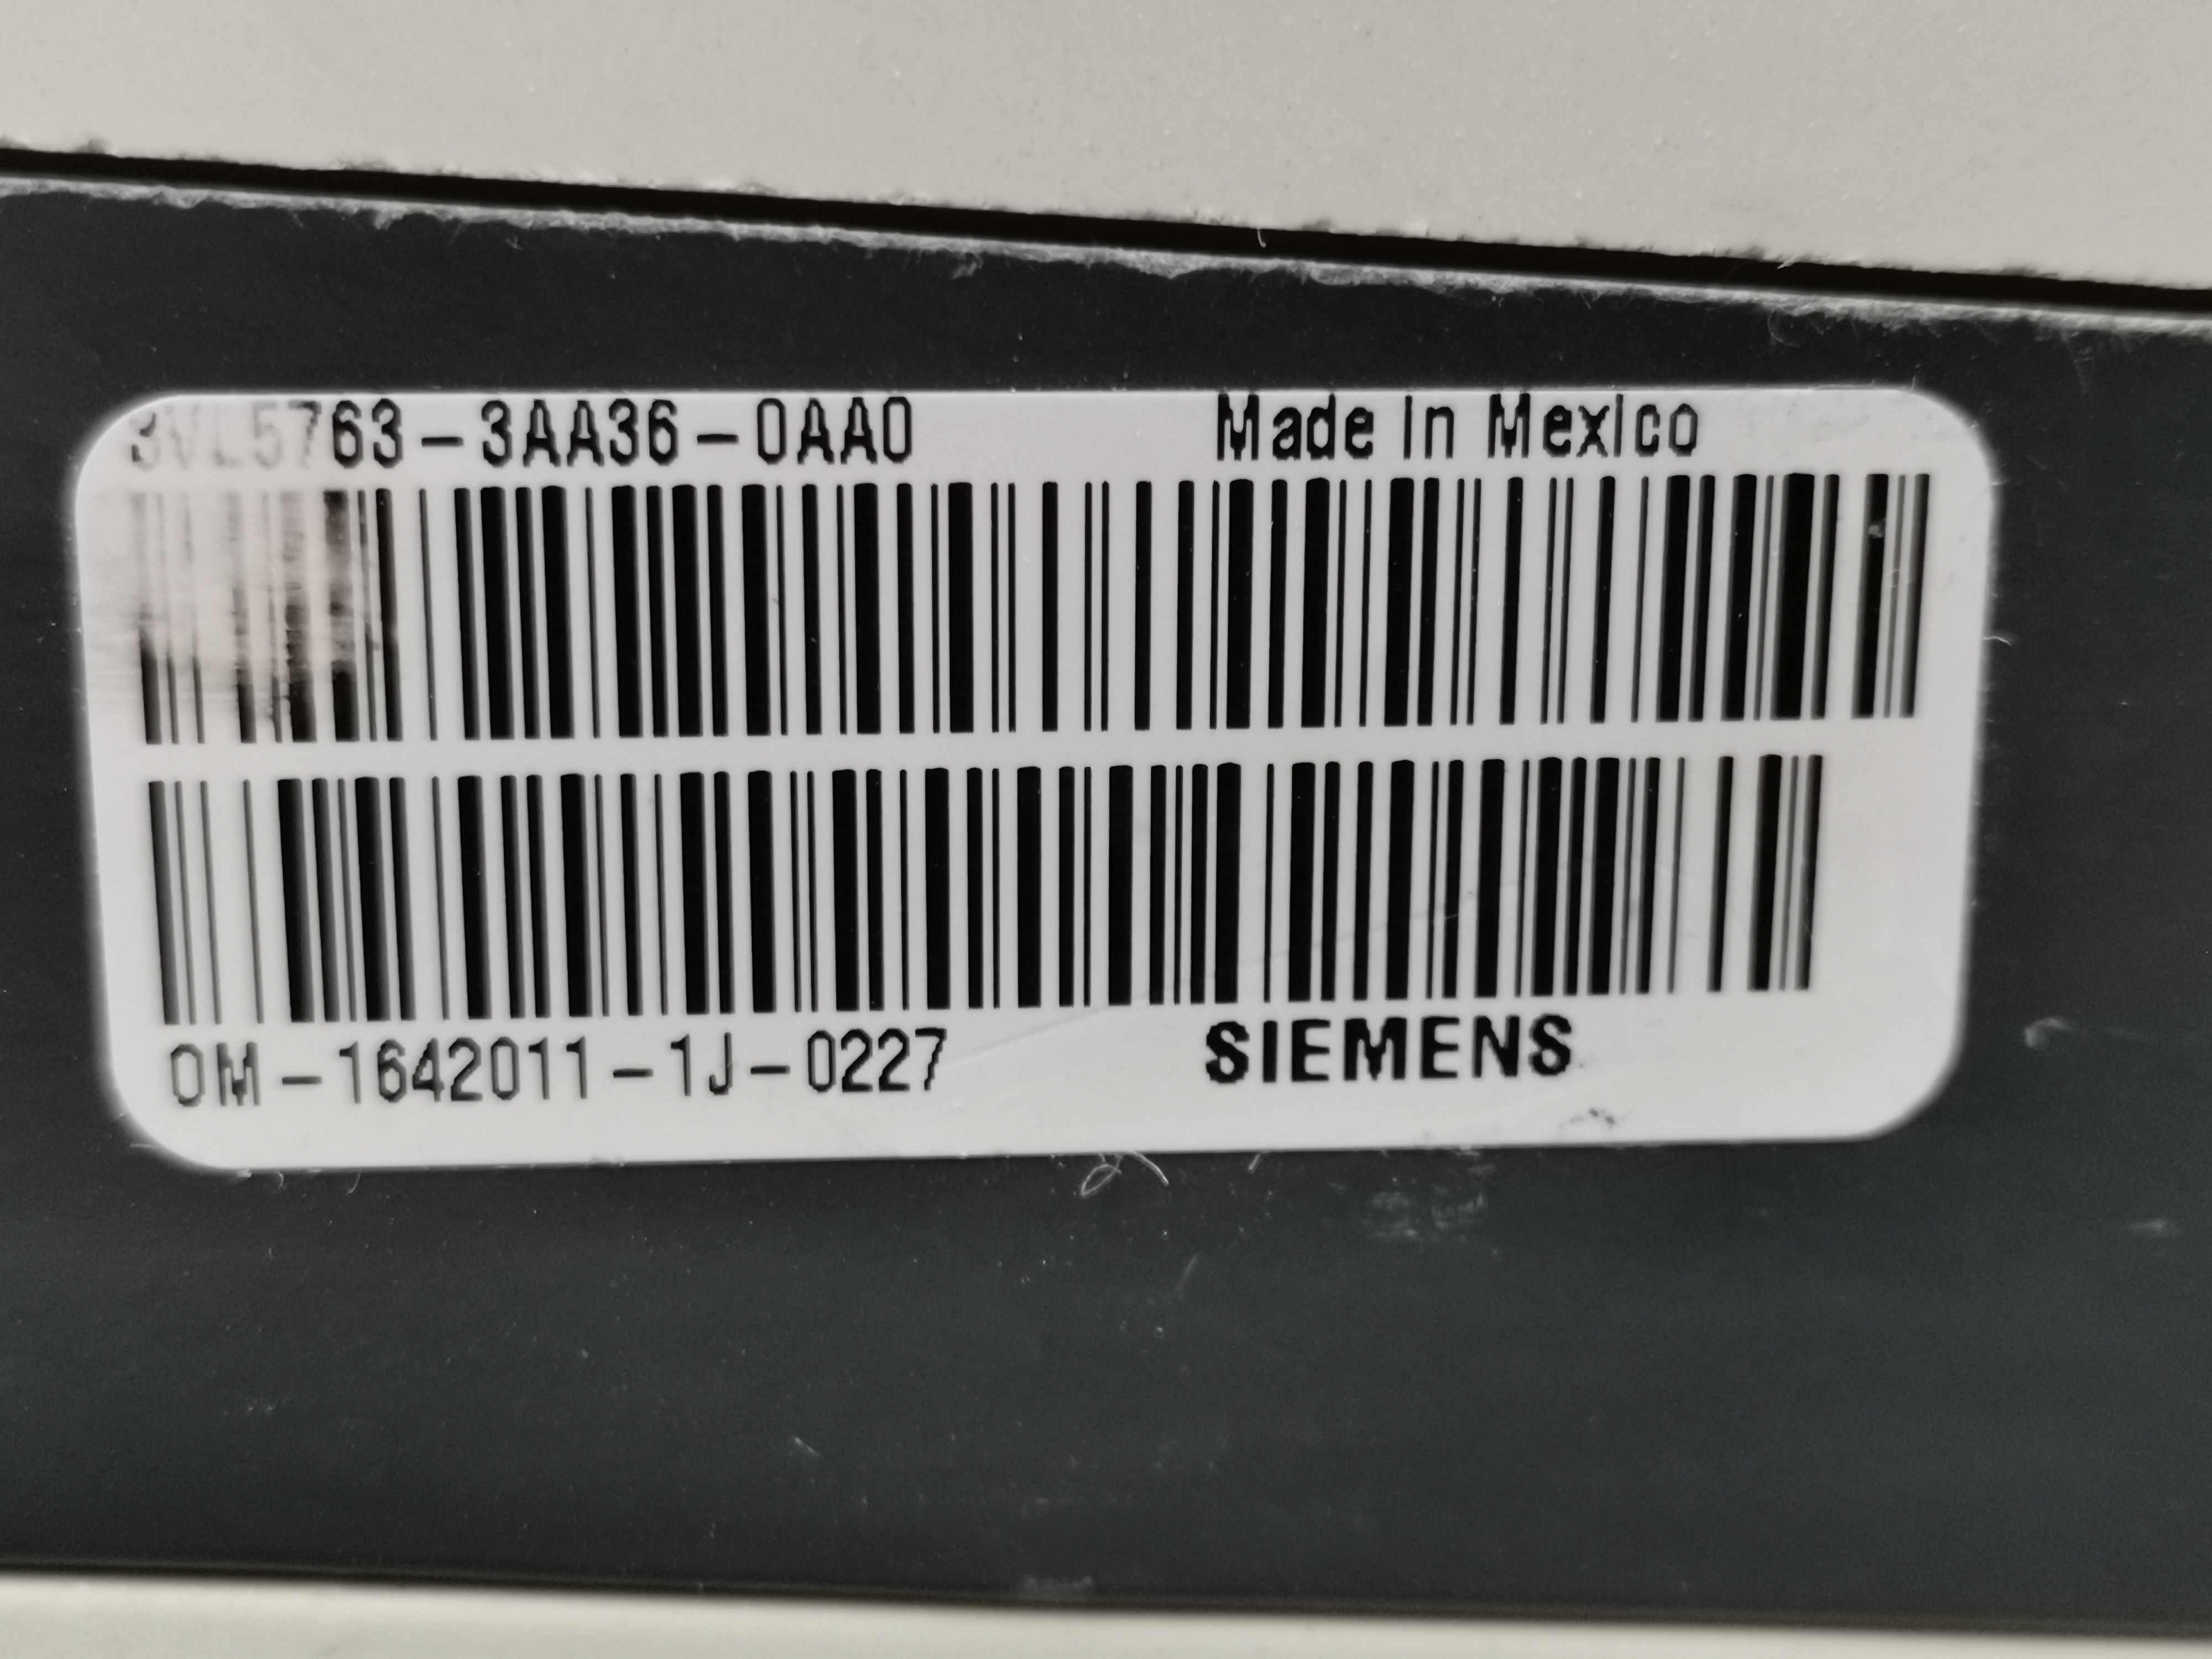 3VL5763-3AA36-0AA0
Made in Mexico
0M-1642011-1J-0227
SIEMENS